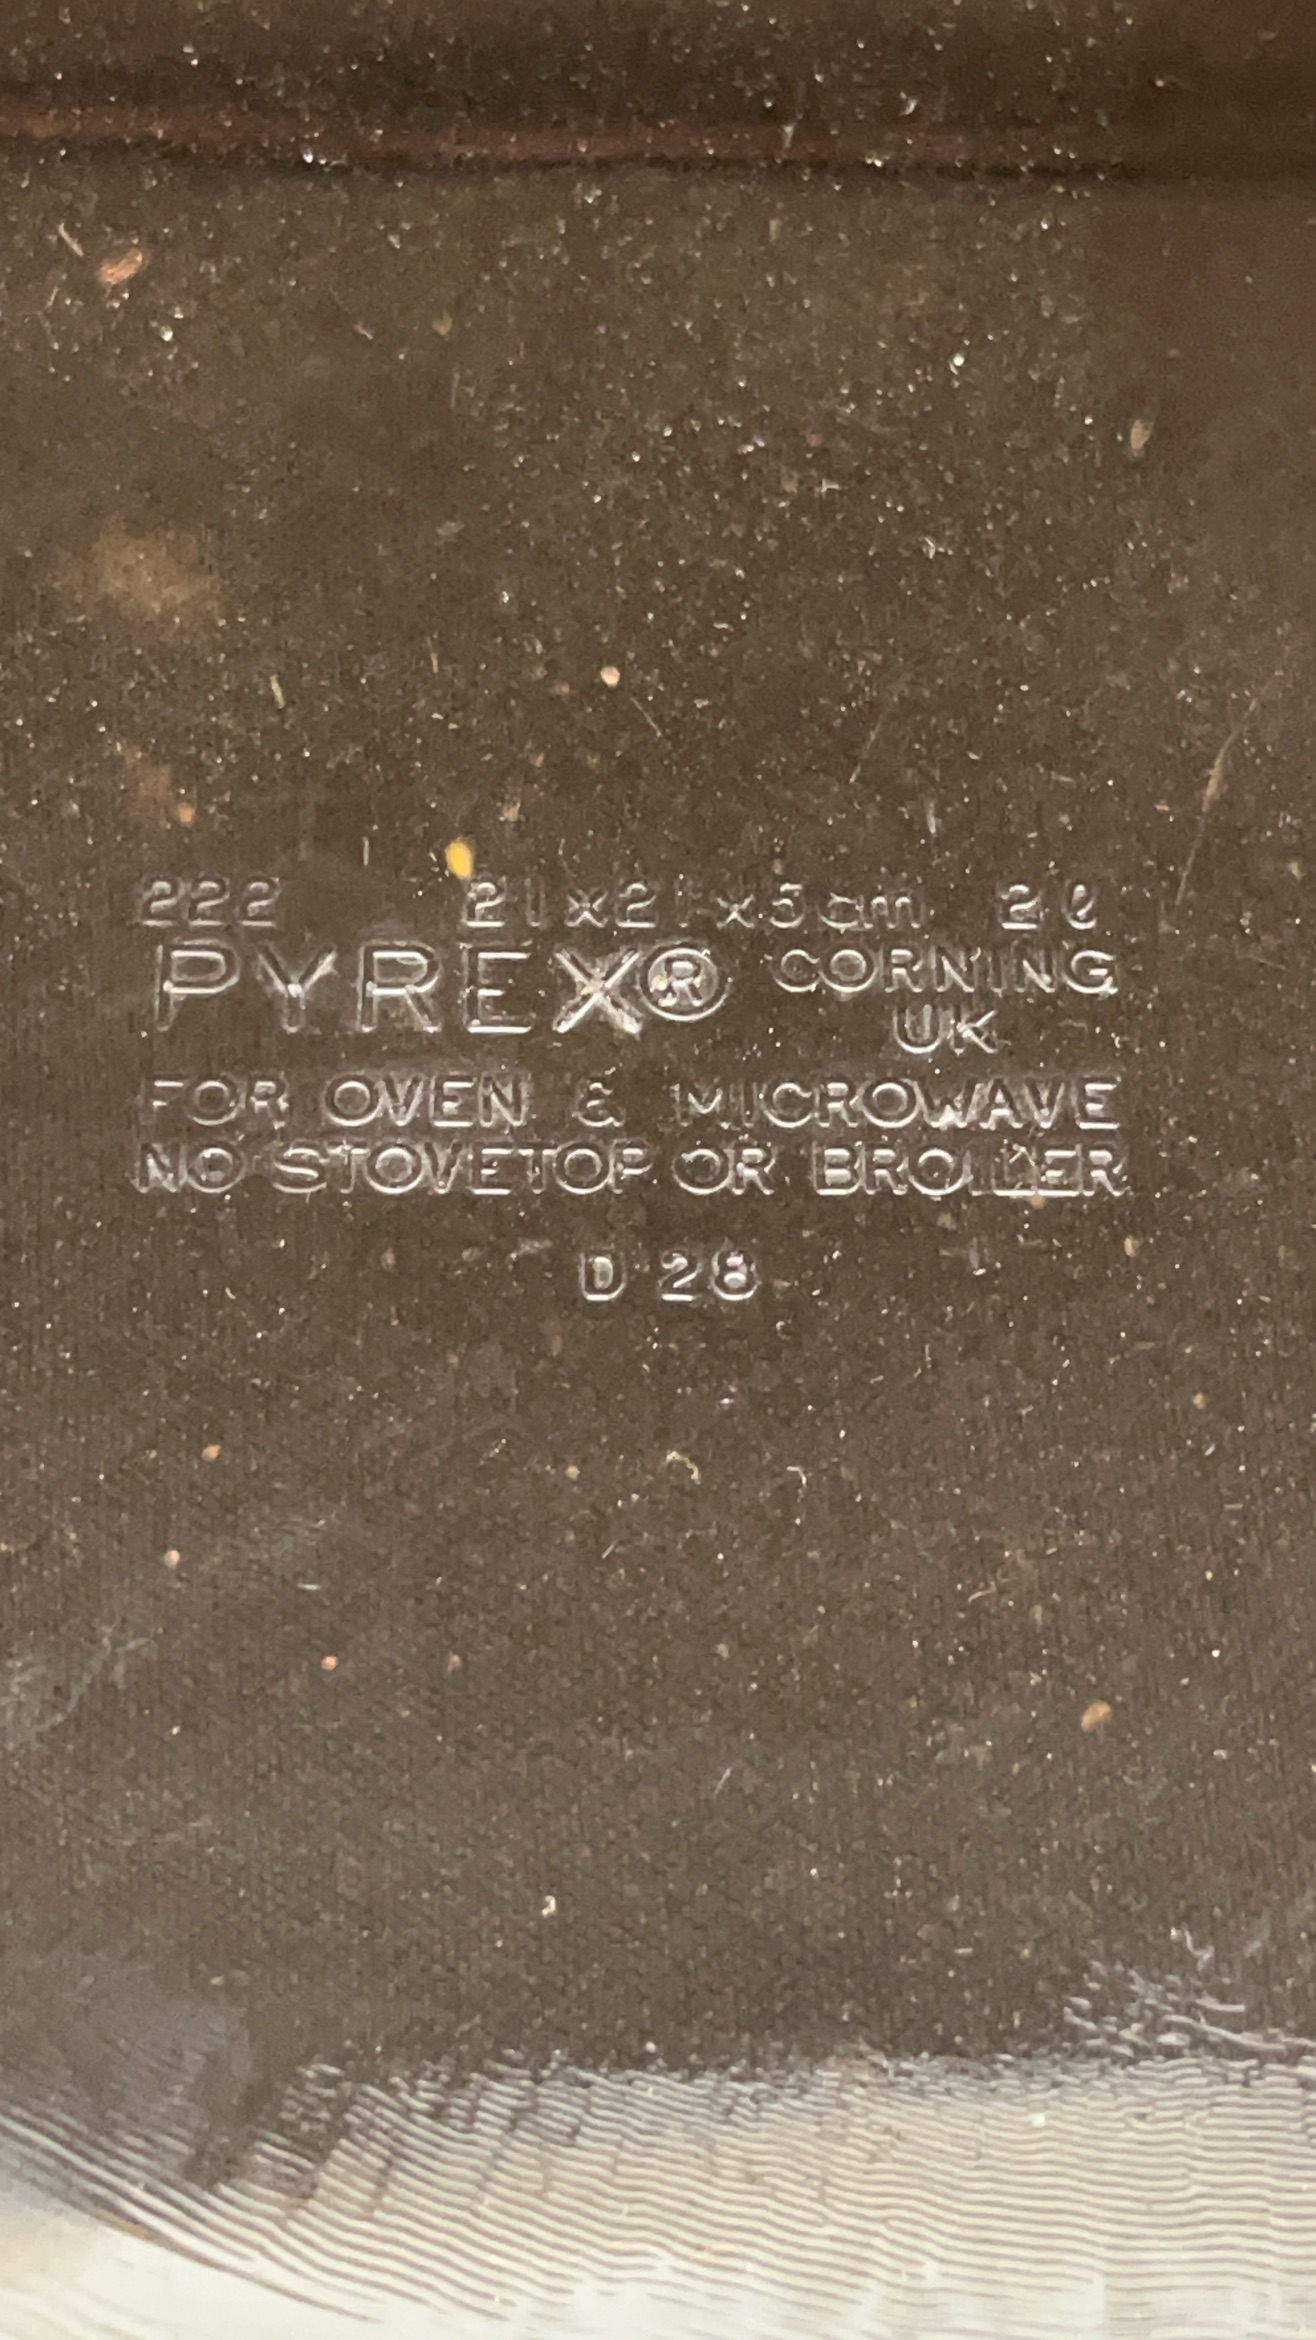 222 21x21x5cm 2ℓ
PYREX® CORNING
UK
FOR OVEN & MICROWAVE
NO STOVETOP OR BROILER
D 28